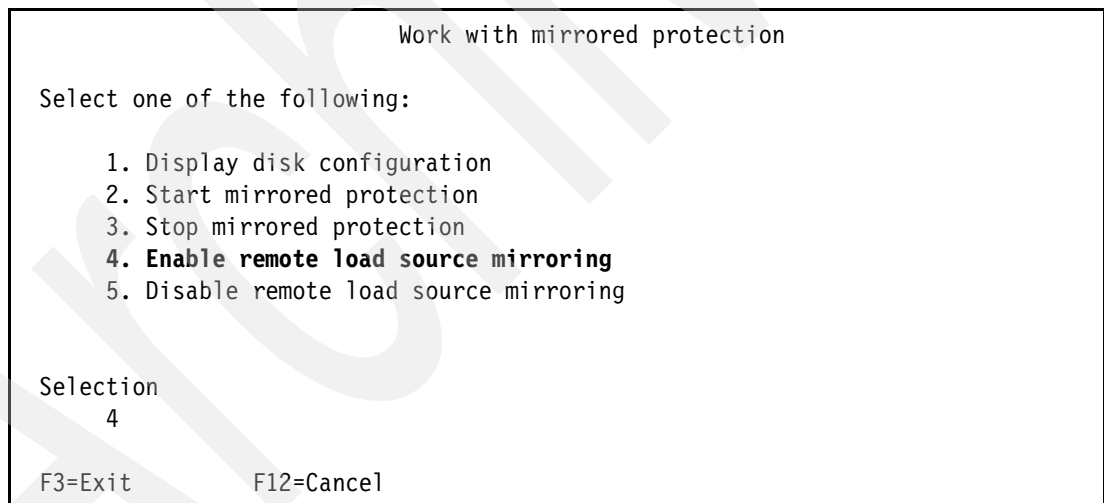 Work with mirrored protection
Select one of the following:
1. Display disk configuration
2. Start mirrored protection
3. Stop mirrored protection
4. Enable remote load source mirroring
5. Disable remote load source mirroring
Selection
4
F3=Exit F12=Cancel